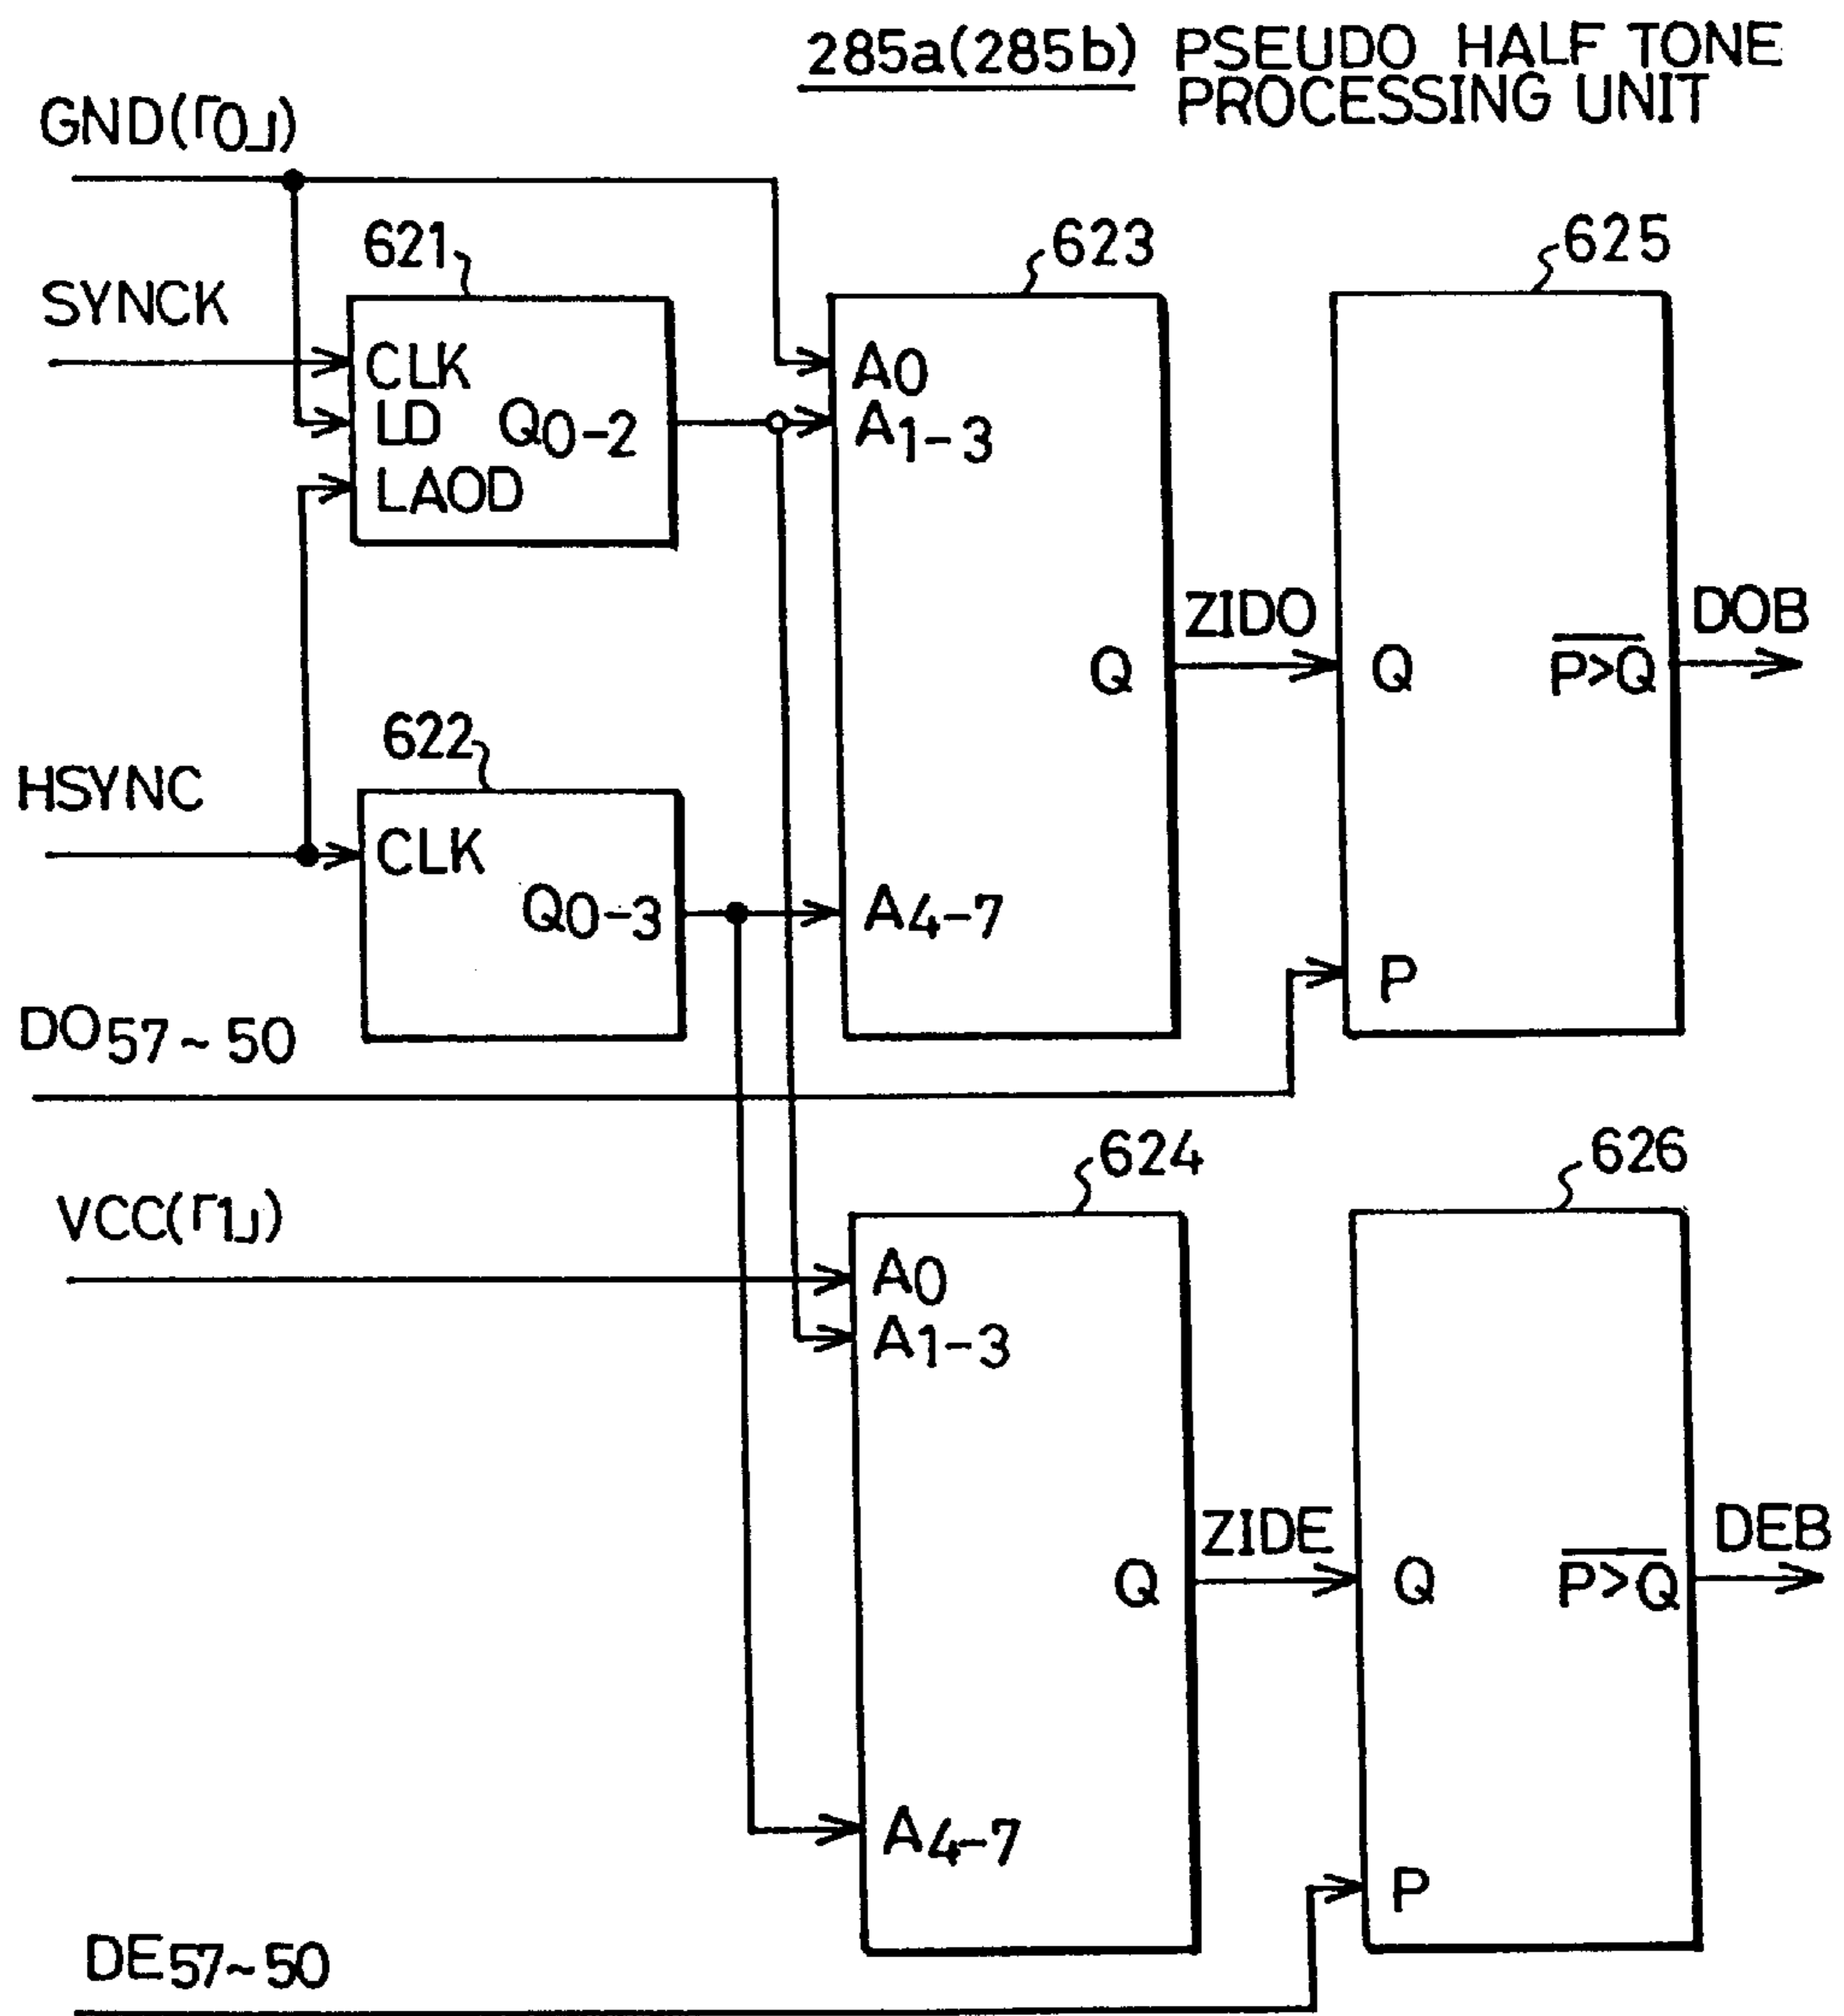 285a(285b) PSEUDO HALF TONE
PROCESSING UNIT
GND(「0」)
621
623
625
SYNCK
CLK
LD
Q0-2
LAOD
A0
A1-3
ZIDO
DOB
Q
Q
P>Q
622
HSYNC
CLK
Q0-3
A4-7
P
DO57~50
624
626
VCC(「1」)
A0
A1-3
ZIDE
DEB
Q
Q
P>Q
A4-7
P
DE57~50